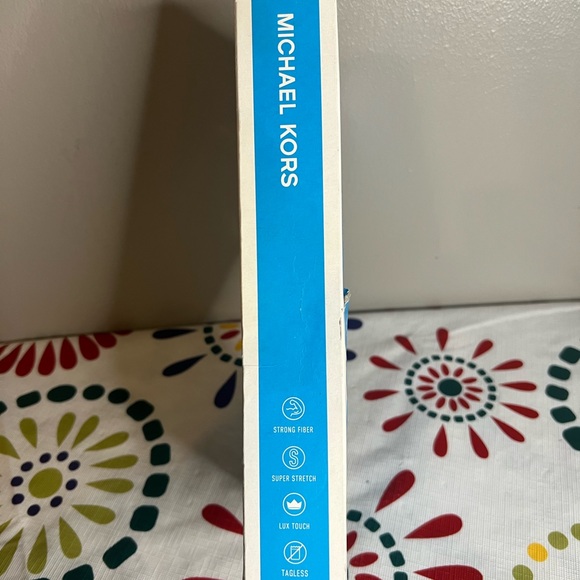 MICHAEL KORS
STRONG FIBER
S
SUPER STRETCH
LUX TOUCH
TAGLESS